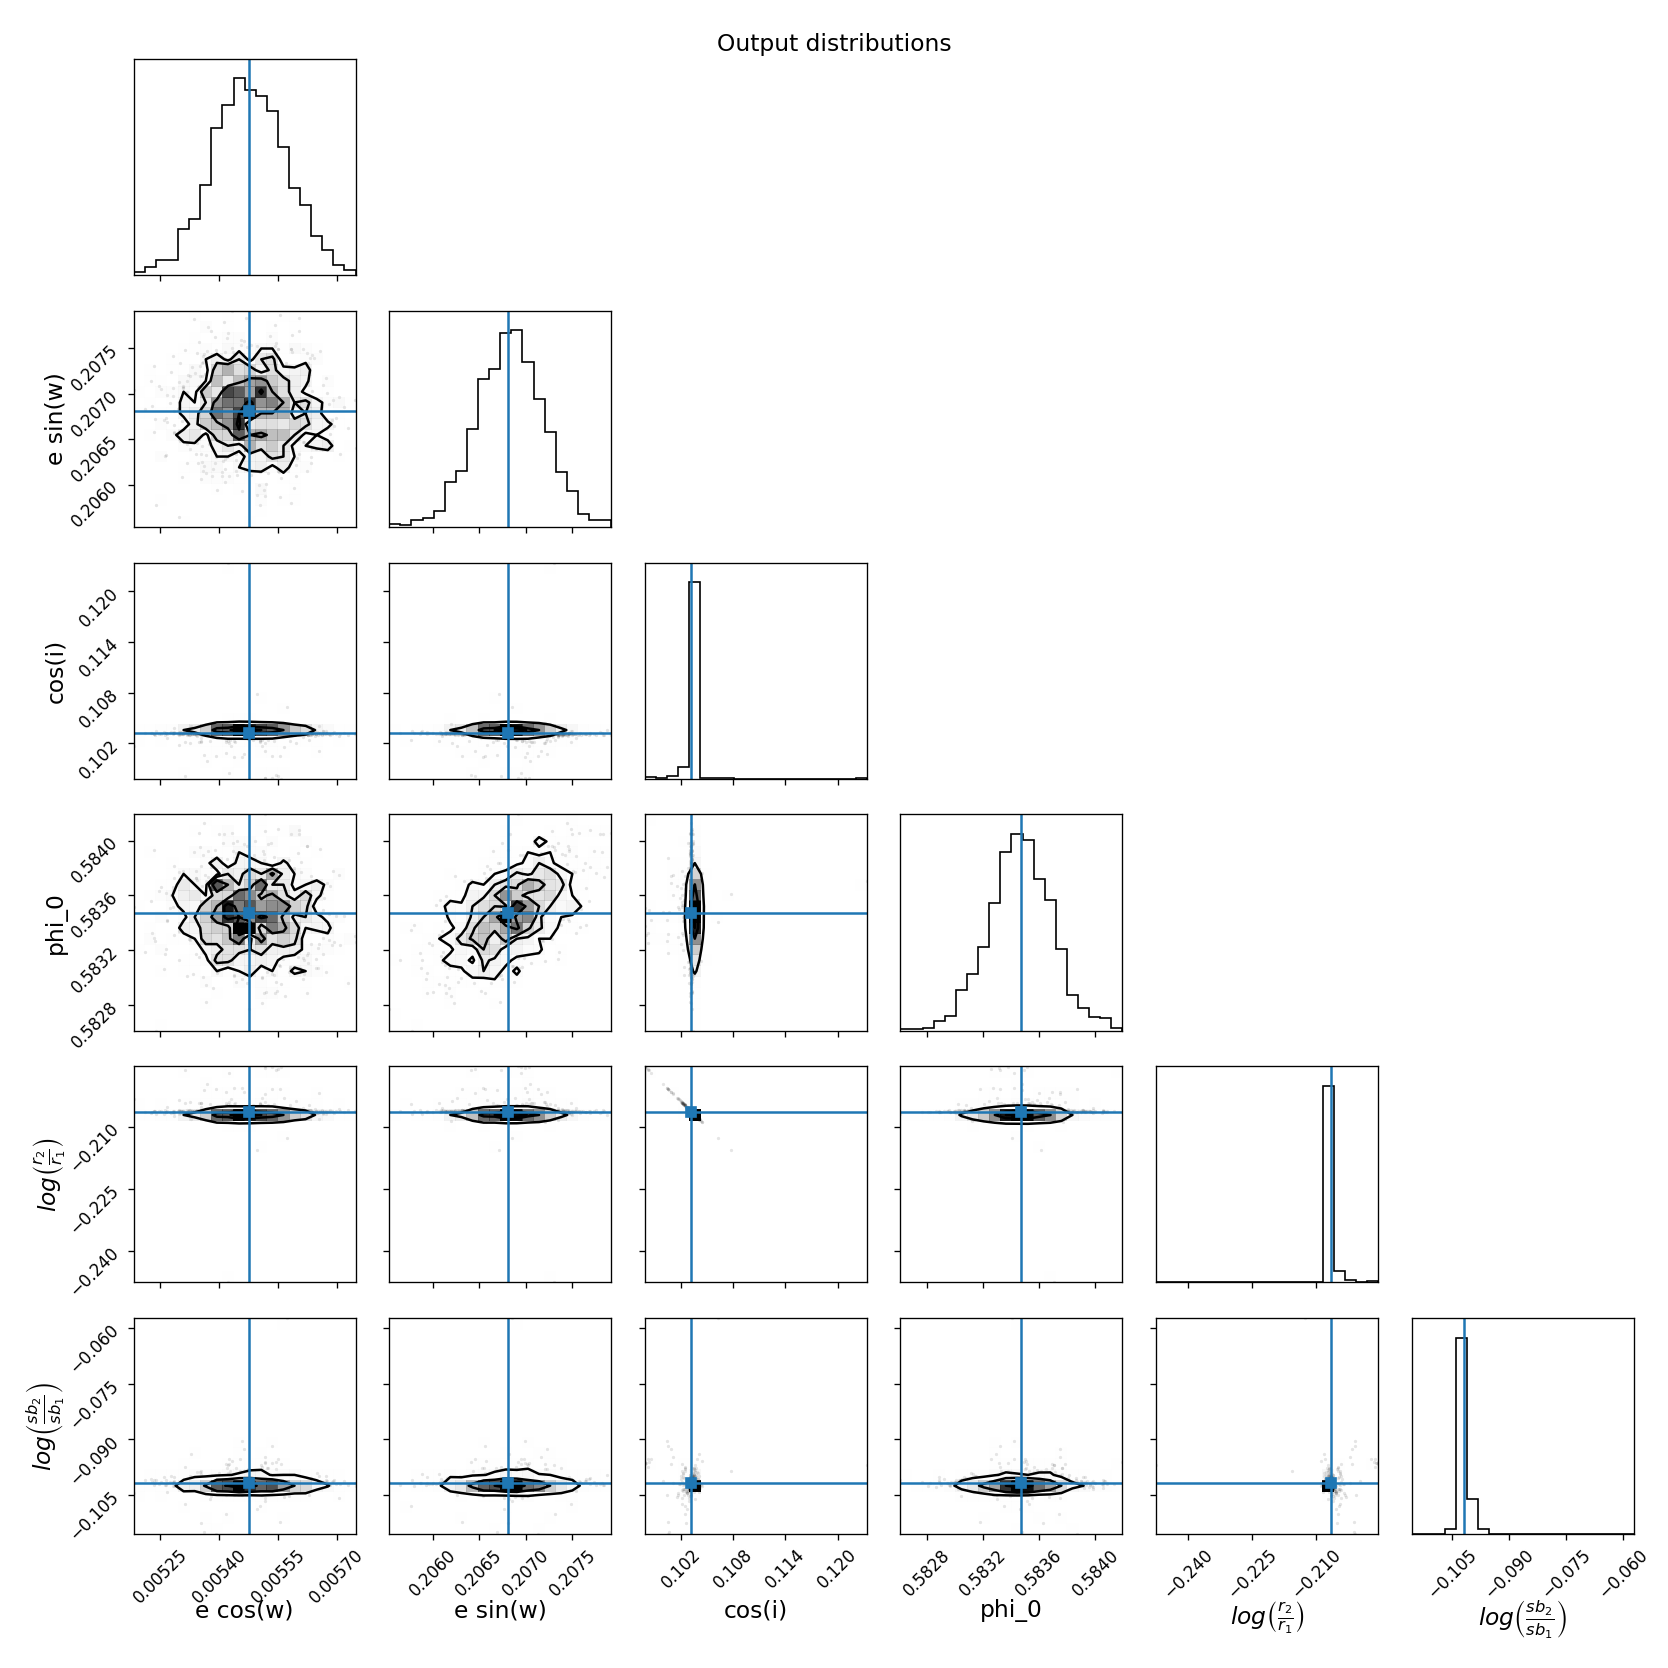 Output distributions
e sin(w)
0.2075
0.2070
0.2065
0.2060
cos(i)
0.120
0.114
0.108
0.102
phi_0
0.5840
0.5836
0.5832
0.5828
log(r₂/r₁)
−0.210
−0.225
−0.240
log(sb₂/sb₁)
−0.060
−0.075
−0.090
−0.105
0.00525 0.00540 0.00555 0.00570 0.2060 0.2065 0.2070 0.2075 0.102 0.108 0.114 0.120 0.5828 0.5832 0.5836 0.5840 −0.240 −0.225 −0.210 −0.105 −0.090 −0.075 −0.060
e cos(w) e sin(w) cos(i) phi_0 log(r₂/r₁) log(sb₂/sb₁)